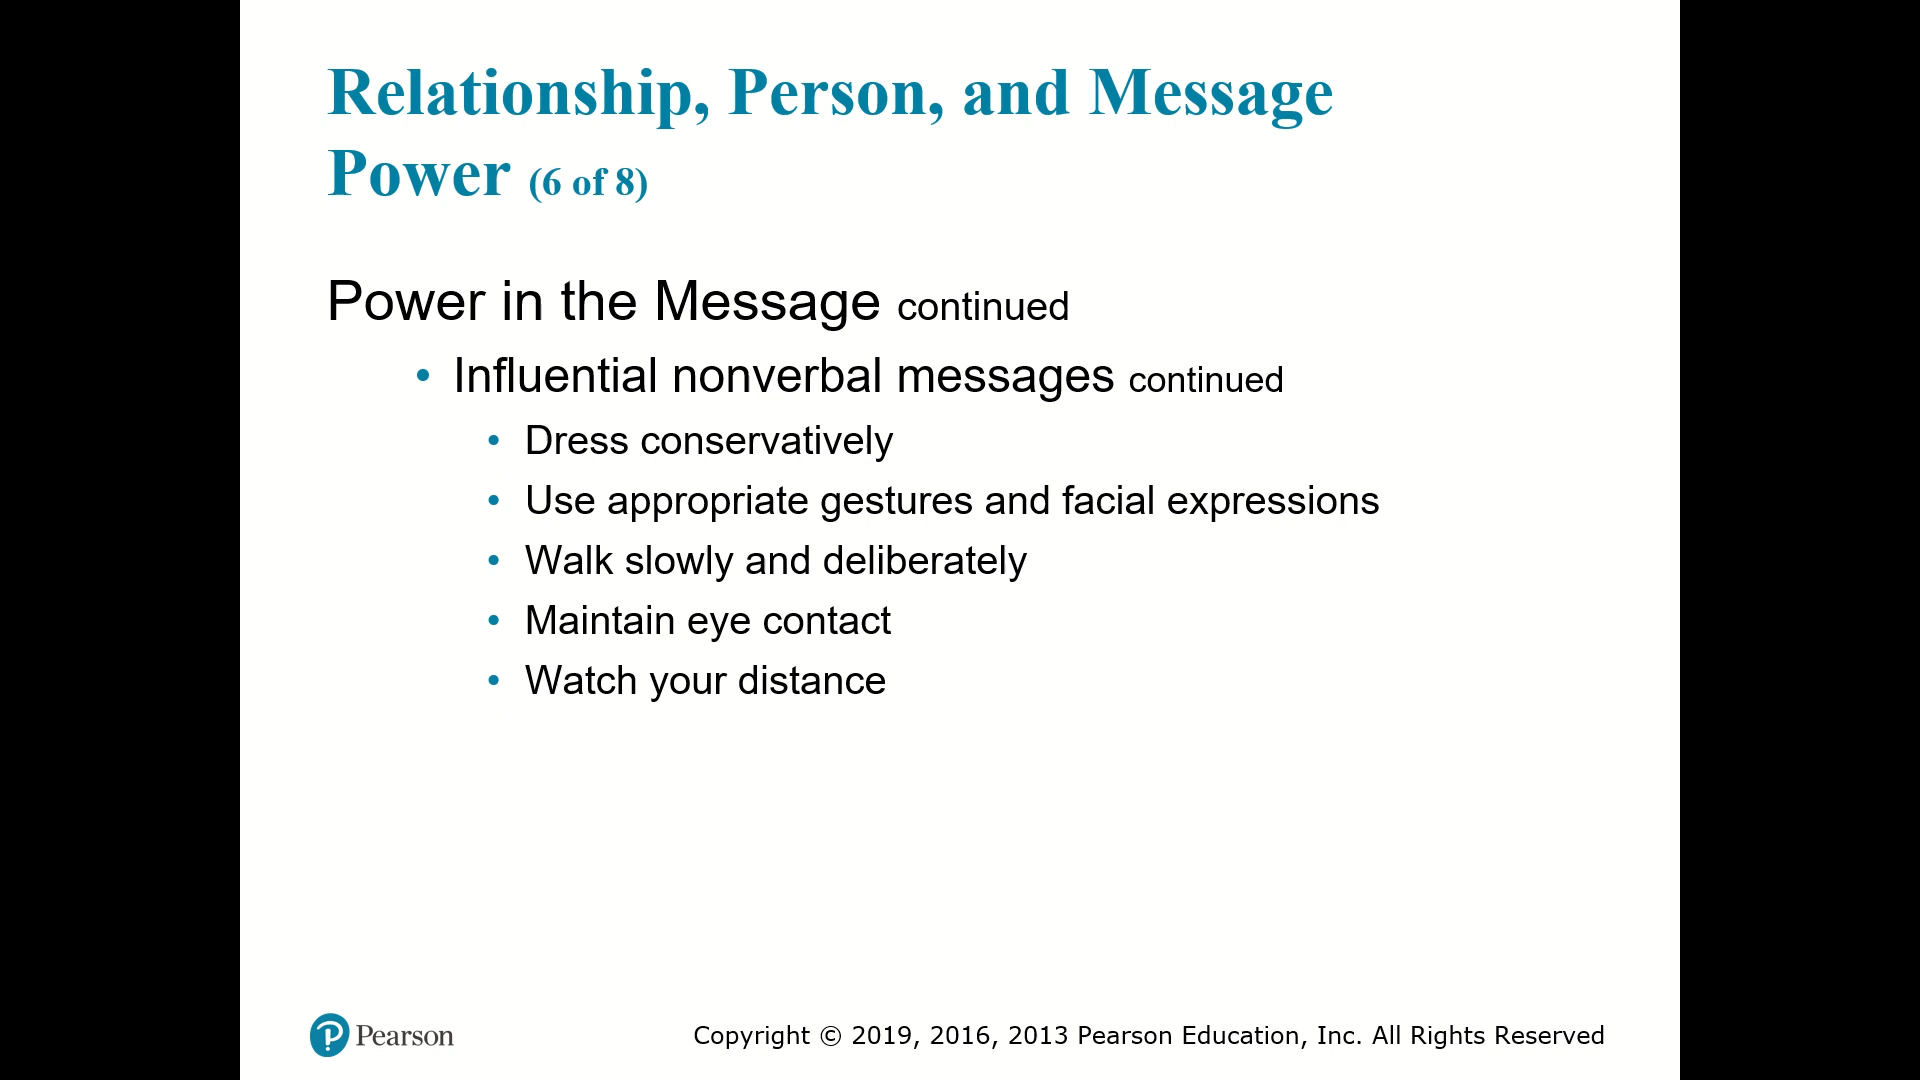 Relationship, Person, and Message
Power (6 of 8)
Power in the Message continued
• Influential nonverbal messages continued
• Dress conservatively
• Use appropriate gestures and facial expressions
• Walk slowly and deliberately
• Maintain eye contact
• Watch your distance
Pearson
Copyright © 2019, 2016, 2013 Pearson Education, Inc. All Rights Reserved